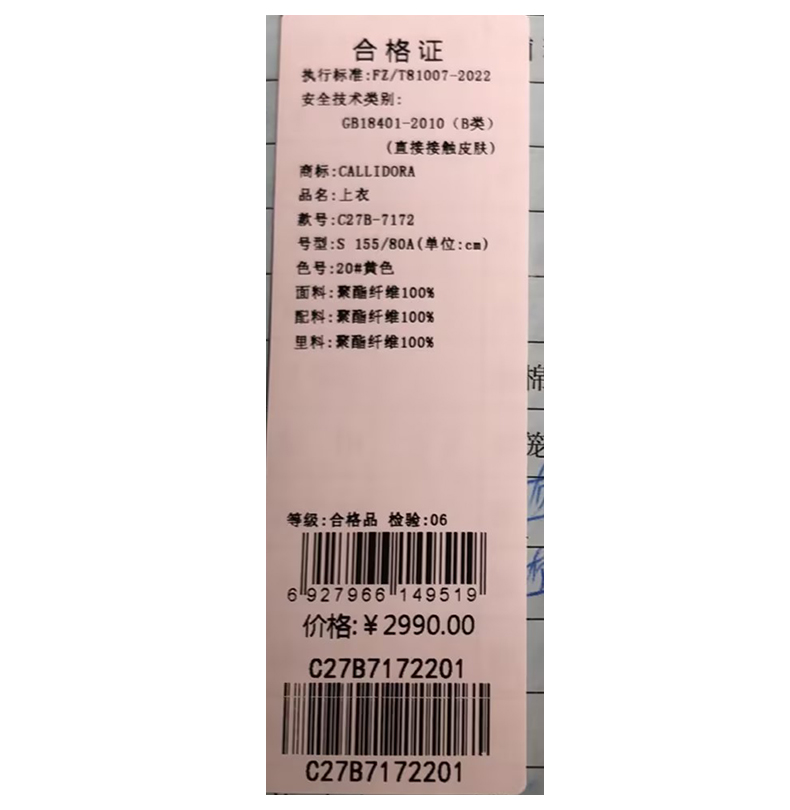 合格证
执行标准:FZ/T81007-2022
安全技术类别:
GB18401-2010（B类）
(直接接触皮肤)
商标:CALLIDORA
品名:上衣
款号:C27B-7172
号型:S 155/80A(单位:cm)
色号:20#黄色
面料:聚酯纤维100%
配料:聚酯纤维100%
里料:聚酯纤维100%
棉
笼
等级:合格品 检验:06
6 927966 149519
价格:¥2990.00
C27B7172201
C27B7172201